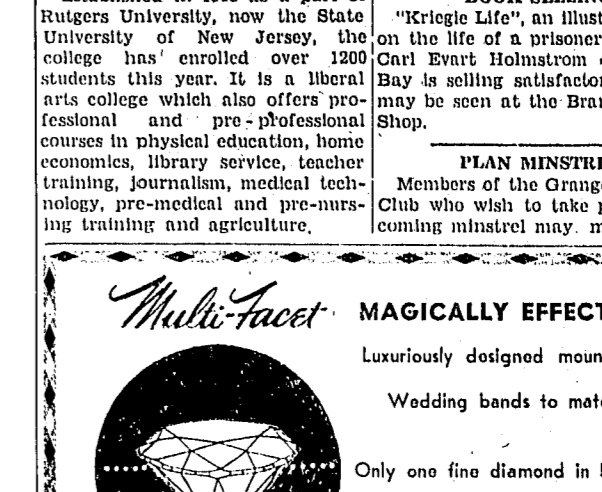 Rutgers University, now the State
University of New Jersey, the
college has enrolled over 1200
students this year. It is a liberal
arts college which also offers pro-
fessional and pre-professional
courses in physical education, home
economics, library service, teacher
training, journalism, medical tech-
nology, pre-medical and pre-nurs-
ing training and agriculture.
"Kriegie Life", an illust
on the life of a prisoner
Carl Evart Holmstrom
Bay is selling satisfactor
may be seen at the Bran
Shop.
PLAN MINSTRE
Members of the Grange
Club who wish to take p
coming minstrel may m
Multi-Facet
MAGICALLY EFFECT
Luxuriously designed moun
Wedding bands to mat
Only one fine diamond in